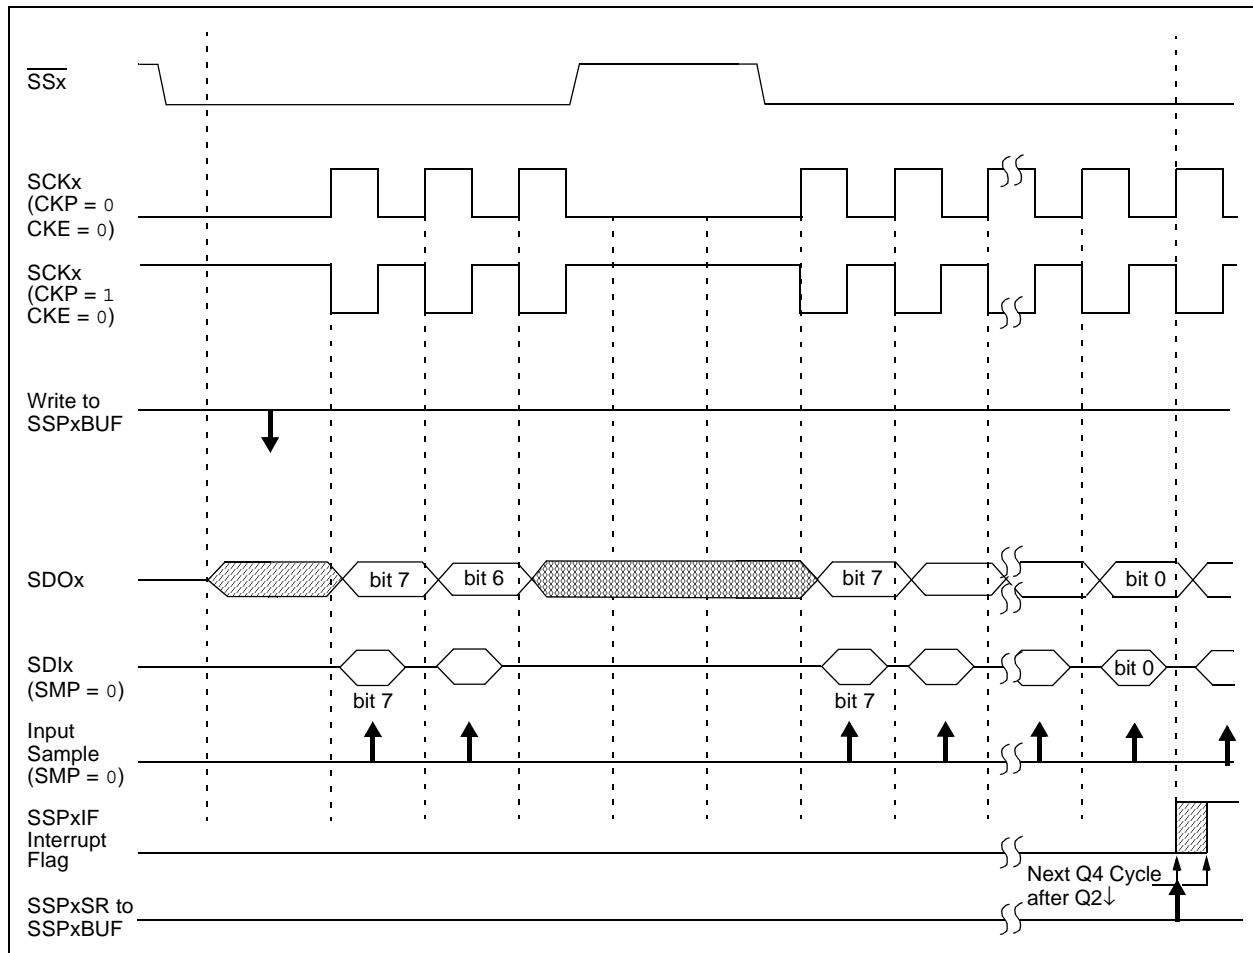 SSx
SCKx
(CKP = 0
CKE = 0)
SCKx
(CKP = 1
CKE = 0)
Write to
SSPxBUF
SDOx
bit 7
bit 6
bit 7
bit 0
SDIx
(SMP = 0)
bit 7
bit 7
bit 0
Input
Sample
(SMP = 0)
SSPxIF
Interrupt
Flag
Next Q4 Cycle
after Q2↓
SSPxSR to
SSPxBUF